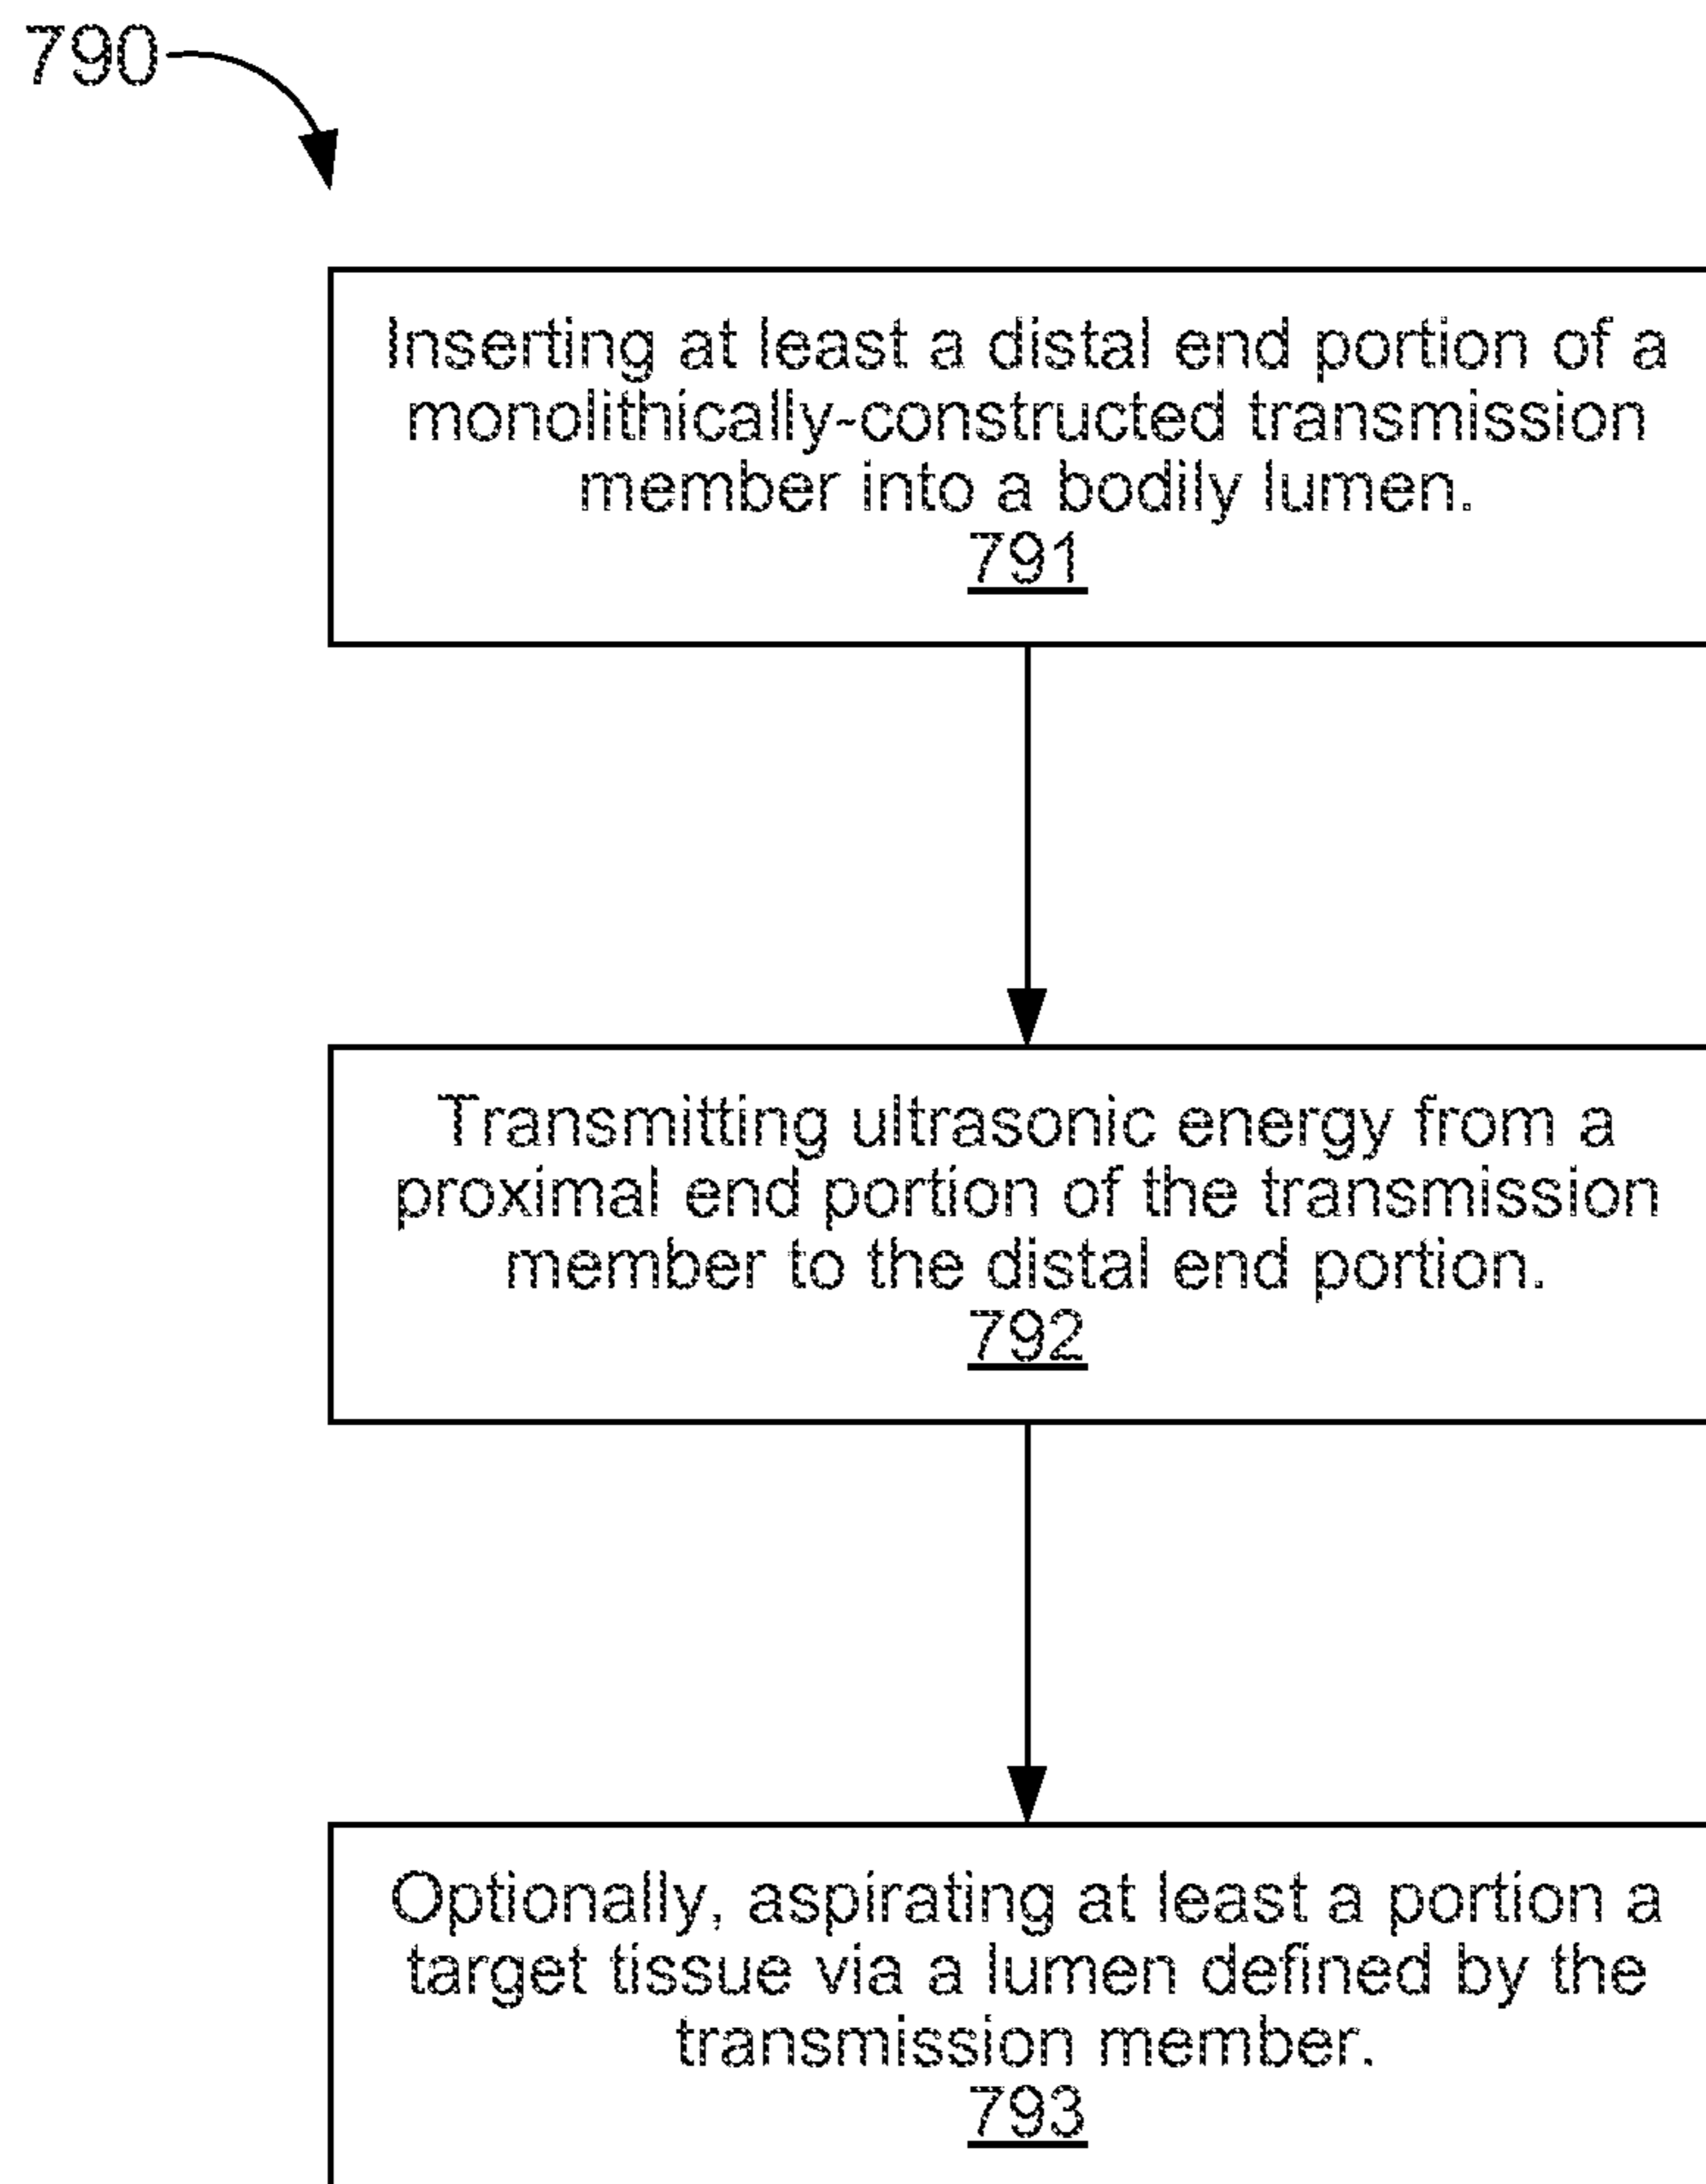 790
Inserting at least a distal end portion of a
monolithically-constructed transmission
member into a bodily lumen.
791
Transmitting ultrasonic energy from a
proximal end portion of the transmission
member to the distal end portion.
792
Optionally, aspirating at least a portion a
target tissue via a lumen defined by the
transmission member.
793